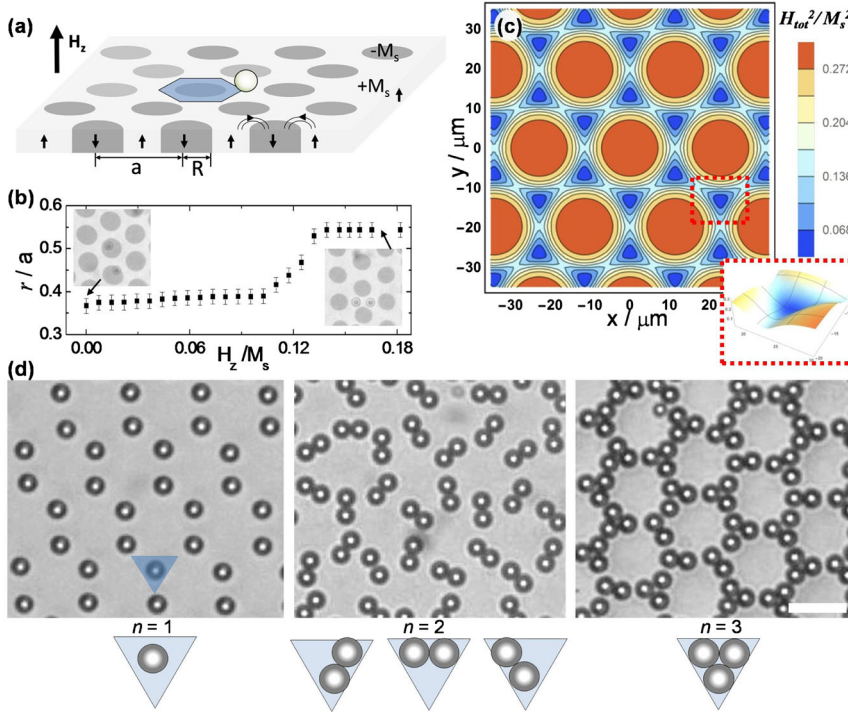 (a)
H_z
-M_s
+M_s
a
R
(b)
r / a
0.6
0.5
0.4
0.3
0.00
0.06
0.12
0.18
H_z/M_s
(c)
H_tot²/M_s²
y / μm
30
20
10
0
−10
−20
−30
−30
−20
−10
0
10
20
x / μm
0.272
0.204
0.136
0.068
(d)
n = 1
n = 2
n = 3